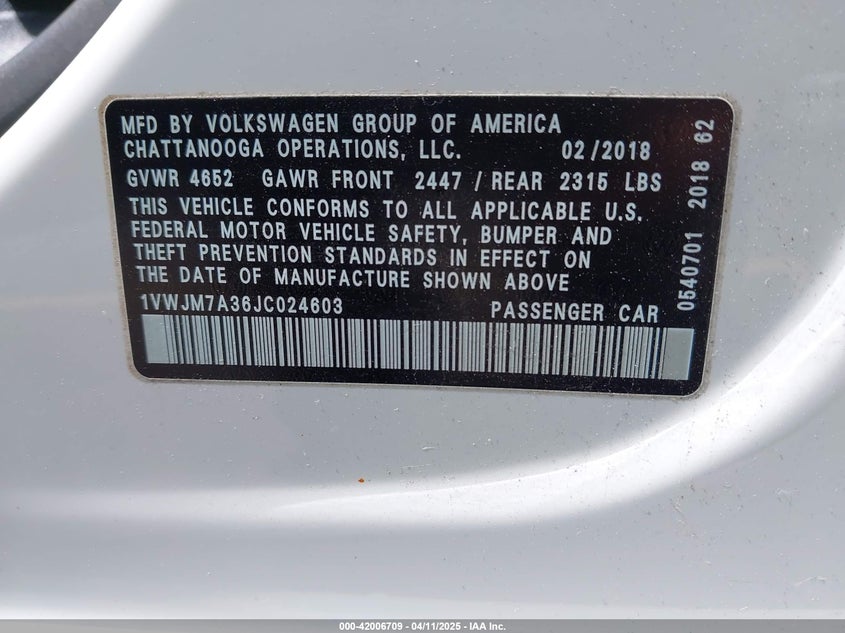 MFD BY VOLKSWAGEN GROUP OF AMERICA
CHATTANOOGA OPERATIONS, LLC. 02/2018
GVWR 4652 GAWR FRONT 2447 / REAR 2315 LBS
THIS VEHICLE CONFORMS TO ALL APPLICABLE U.S.
FEDERAL MOTOR VEHICLE SAFETY, BUMPER AND
THEFT PREVENTION STANDARDS IN EFFECT ON
THE DATE OF MANUFACTURE SHOWN ABOVE
1VWJM7A36JC024603 PASSENGER CAR
0540701 2018 62
000-42006709 - 04/11/2025 - IAA Inc.